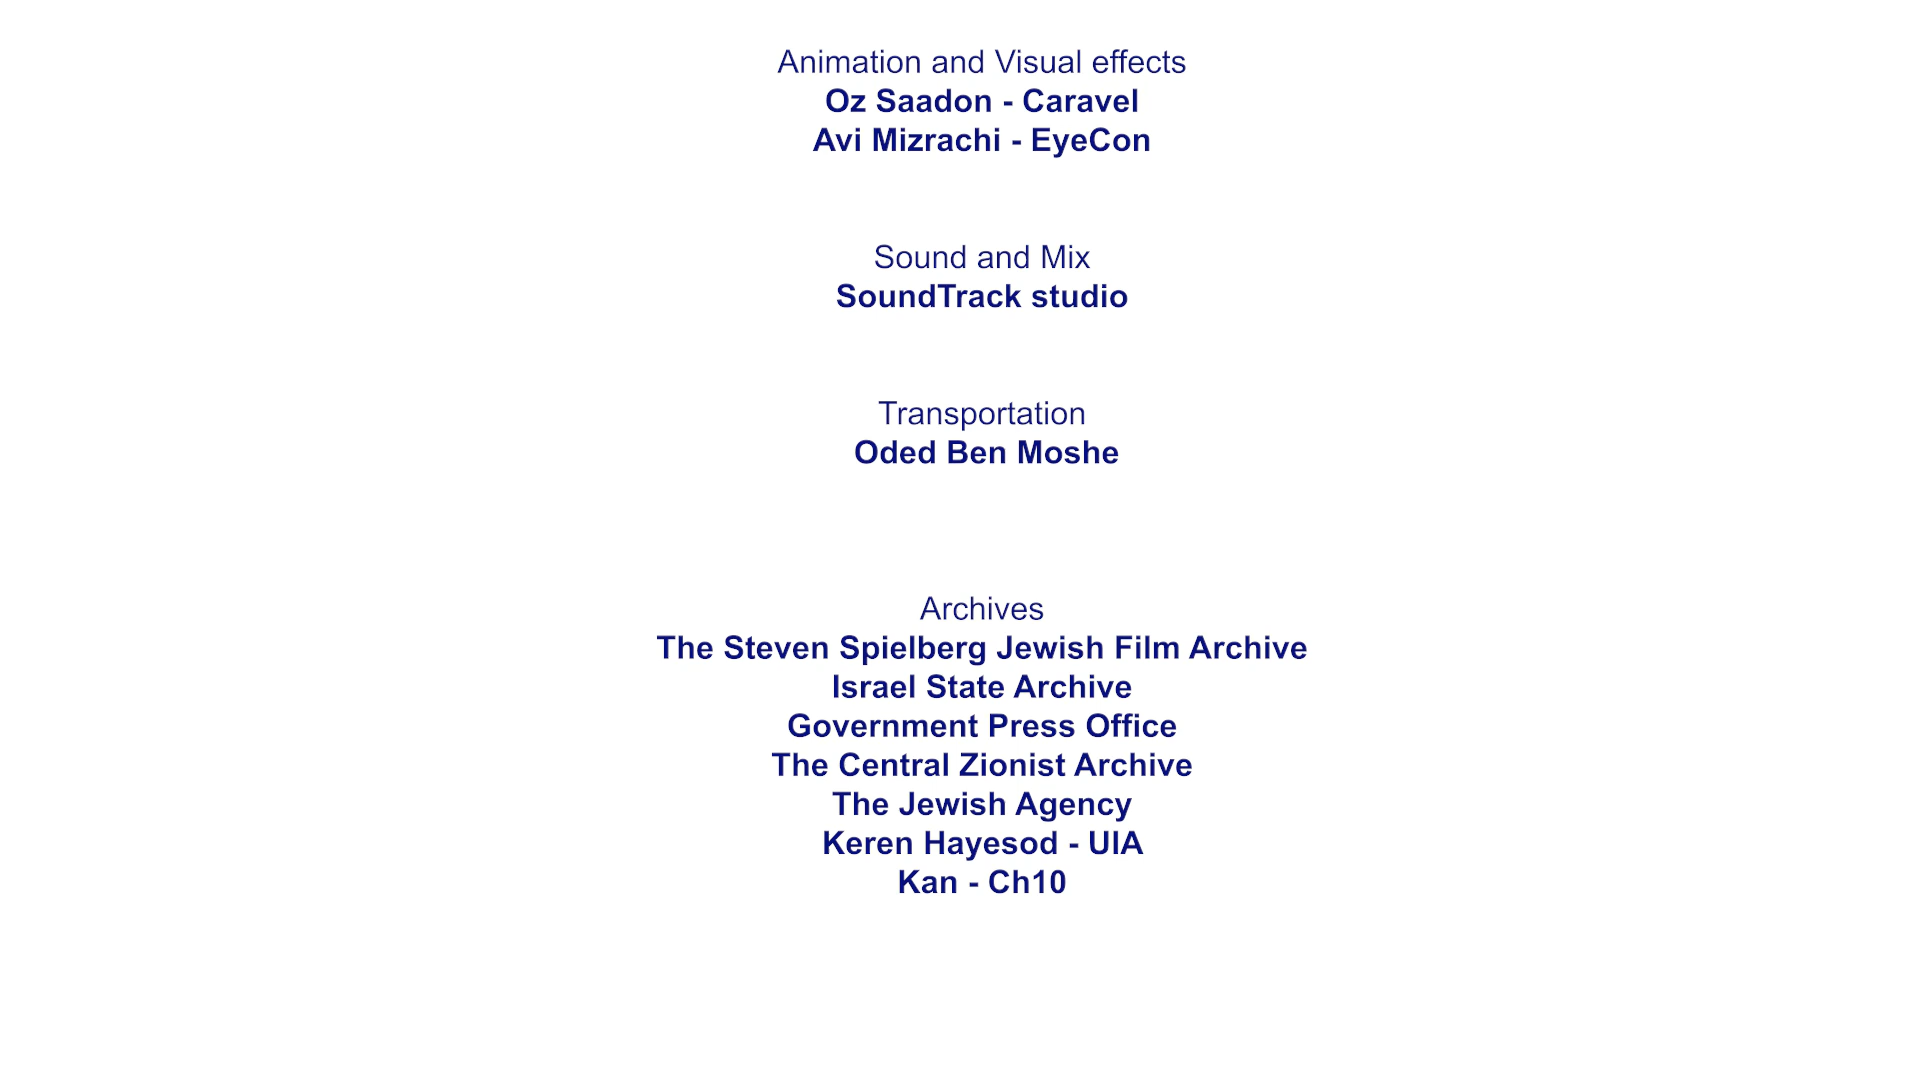 Animation and Visual effects
Oz Saadon - Caravel
Avi Mizrachi - EyeCon
Sound and Mix
SoundTrack studio
Transportation
Oded Ben Moshe
Archives
The Steven Spielberg Jewish Film Archive
Israel State Archive
Government Press Office
The Central Zionist Archive
The Jewish Agency
Keren Hayesod - UIA
Kan - Ch10